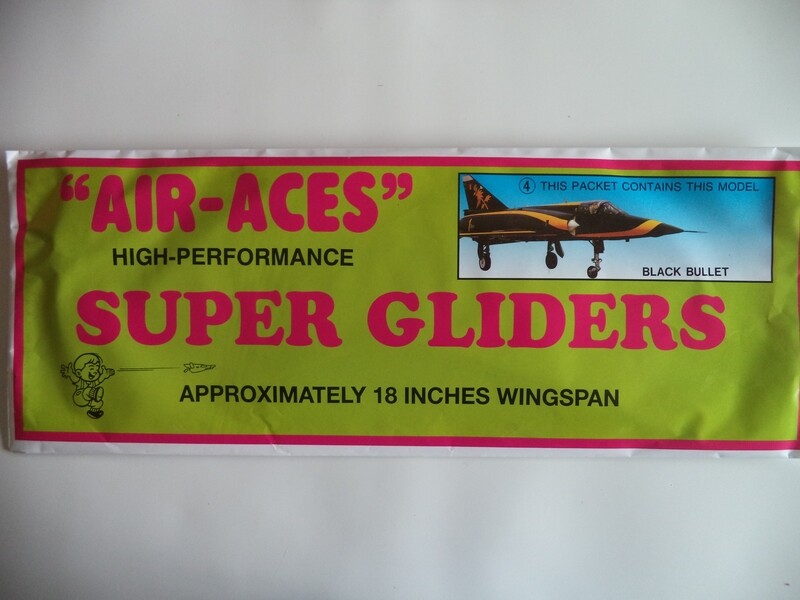 "AIR-ACES"
HIGH-PERFORMANCE
④ THIS PACKET CONTAINS THIS MODEL
BLACK BULLET
SUPER GLIDERS
APPROXIMATELY 18 INCHES WINGSPAN